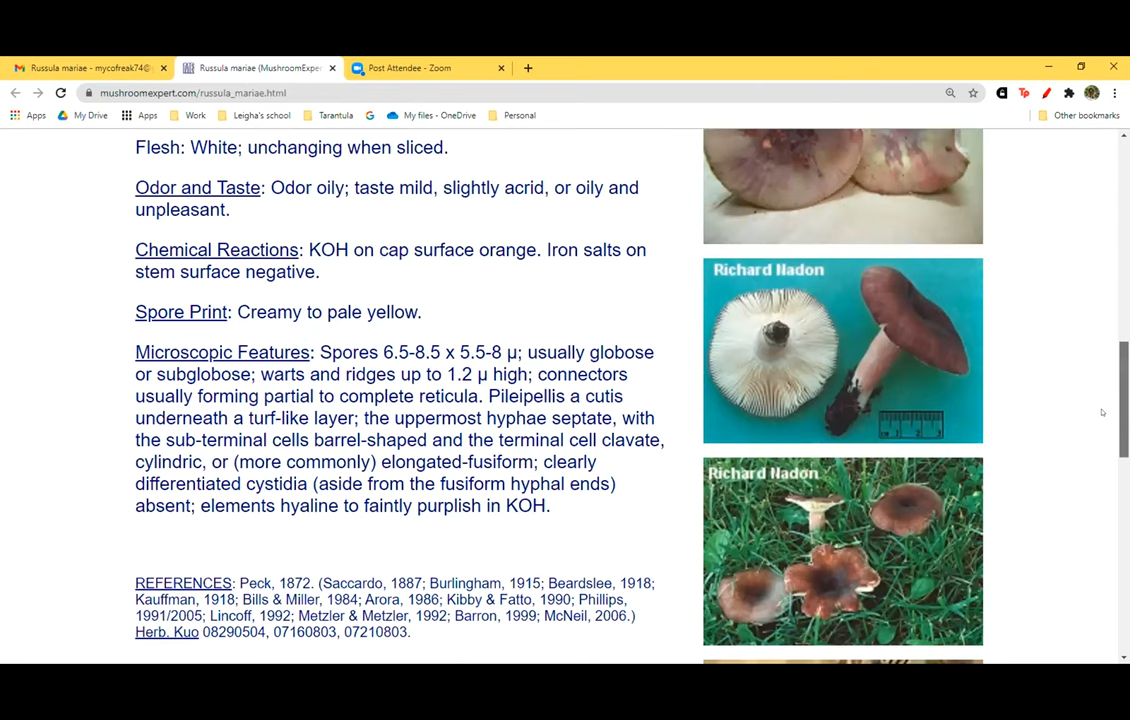 Russula mariae - mycofreak74@
Russula mariae (MushroomExper
Post Attendee - Zoom
mushroomexpert.com/russula_mariae.html
Apps
My Drive
Apps
Work
Leigha's school
Tarantula
My files - OneDrive
Personal
Other bookmarks
Flesh: White; unchanging when sliced.
Odor and Taste: Odor oily; taste mild, slightly acrid, or oily and
unpleasant.
Chemical Reactions: KOH on cap surface orange. Iron salts on
stem surface negative.
Spore Print: Creamy to pale yellow.
Microscopic Features: Spores 6.5-8.5 x 5.5-8 µ; usually globose
or subglobose; warts and ridges up to 1.2 µ high; connectors
usually forming partial to complete reticula. Pileipellis a cutis
underneath a turf-like layer; the uppermost hyphae septate, with
the sub-terminal cells barrel-shaped and the terminal cell clavate,
cylindric, or (more commonly) elongated-fusiform; clearly
differentiated cystidia (aside from the fusiform hyphal ends)
absent; elements hyaline to faintly purplish in KOH.
REFERENCES: Peck, 1872. (Saccardo, 1887; Burlingham, 1915; Beardslee, 1918;
Kauffman, 1918; Bills & Miller, 1984; Arora, 1986; Kibby & Fatto, 1990; Phillips,
1991/2005; Lincoff, 1992; Metzler & Metzler, 1992; Barron, 1999; McNeil, 2006.)
Herb. Kuo 08290504, 07160803, 07210803.
Richard Nadon
Richard Nadon